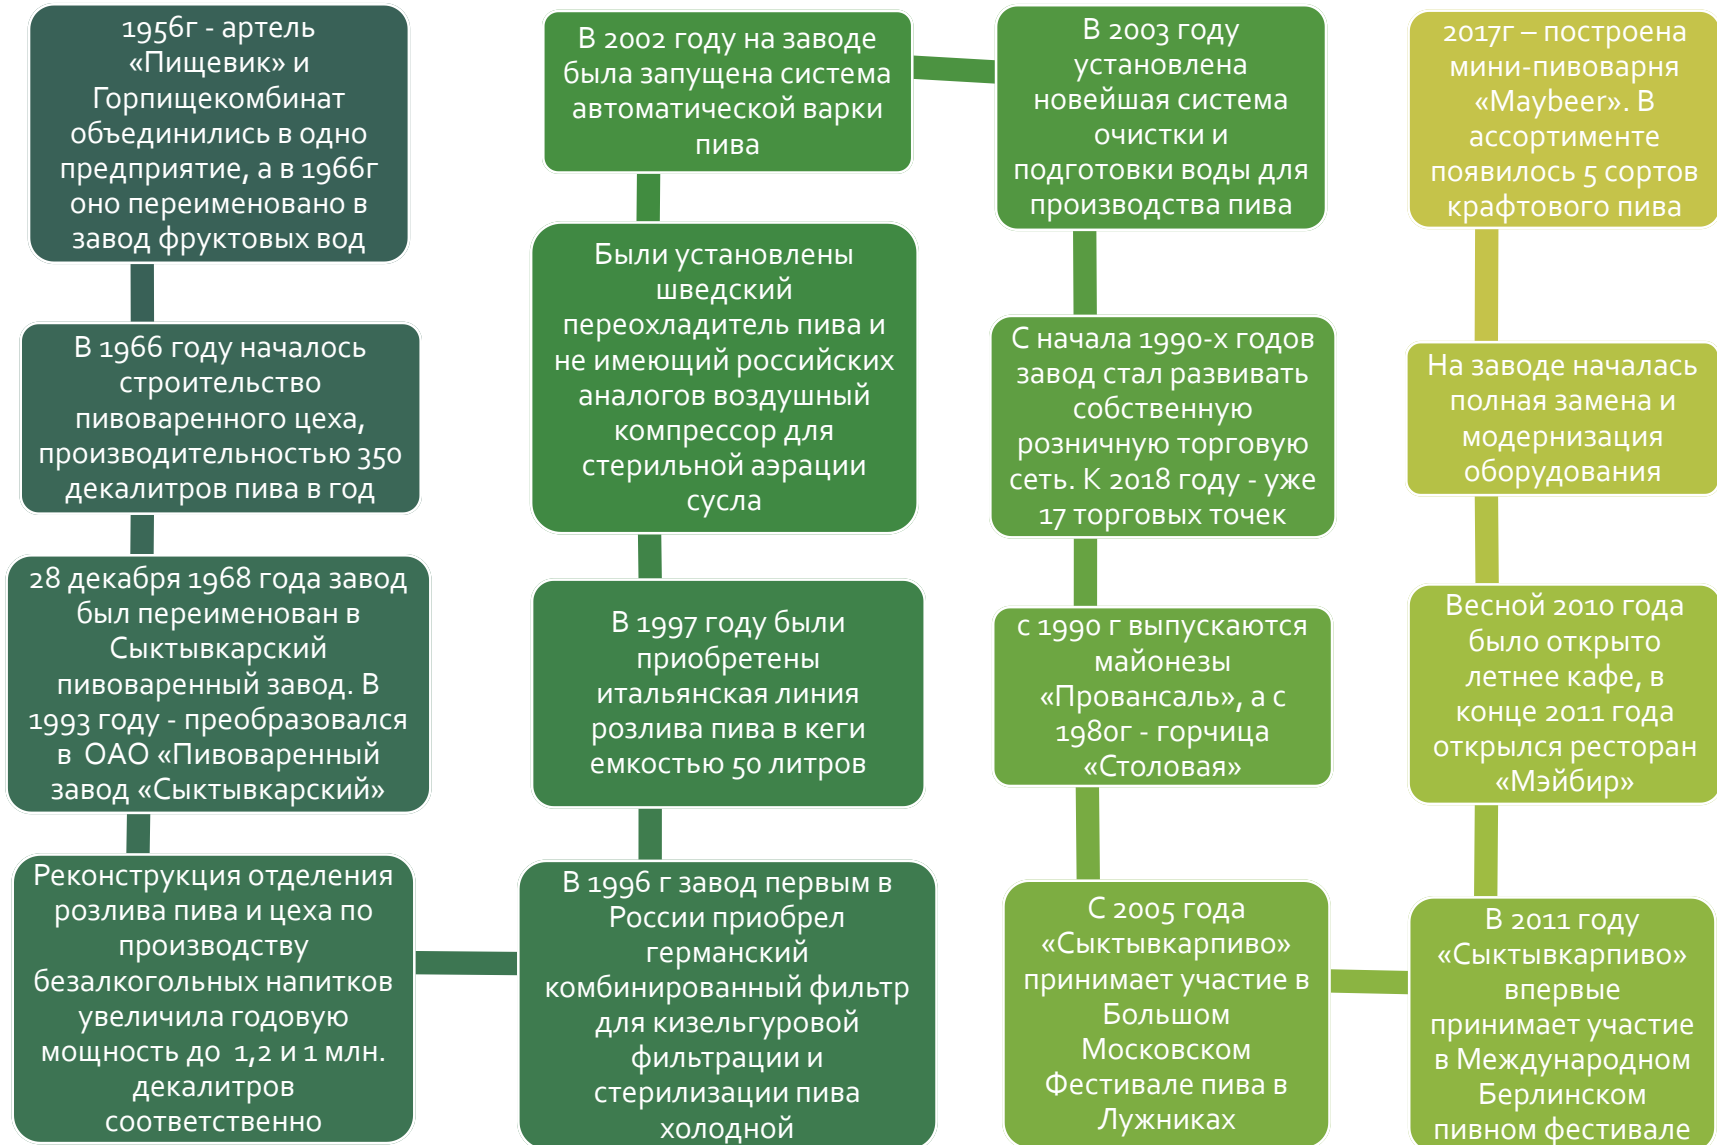 1956г - артель
«Пищевик» и
Горпищекомбинат
объединились в одно
предприятие, а в 1966г
оно переименовано в
завод фруктовых вод
В 1966 году началось
строительство
пивоваренного цеха,
производительностью 350
декалитров пива в год
28 декабря 1968 года завод
был переименован в
Сыктывкарский
пивоваренный завод. В
1993 году - преобразовался
в ОАО «Пивоваренный
завод «Сыктывкарский»
Реконструкция отделения
розлива пива и цеха по
производству
безалкогольных напитков
увеличила годовую
мощность до 1,2 и 1 млн.
декалитров
соответственно
В 1996 г завод первым в
России приобрел
германский
комбинированный фильтр
для кизельгуровой
фильтрации и
стерилизации пива
холодной
В 1997 году были
приобретены
итальянская линия
розлива пива в кеги
емкостью 50 литров
Были установлены
шведский
переохладитель пива и
не имеющий российских
аналогов воздушный
компрессор для
стерильной аэрации
сусла
В 2002 году на заводе
была запущена система
автоматической варки
пива
В 2003 году
установлена
новейшая система
очистки и
подготовки воды для
производства пива
С начала 1990-х годов
завод стал развивать
собственную
розничную торговую
сеть. К 2018 году - уже
17 торговых точек
с 1990 г выпускаются
майонезы
«Провансаль», а с
1980г - горчица
«Столовая»
С 2005 года
«Сыктывкарпиво»
принимает участие в
Большом
Московском
Фестивале пива в
Лужниках
В 2011 году
«Сыктывкарпиво»
впервые
принимает участие
в Международном
Берлинском
пивном фестивале
Весной 2010 года
было открыто
летнее кафе, в
конце 2011 года
открылся ресторан
«Мэйбир»
На заводе началась
полная замена и
модернизация
оборудования
2017г – построена
мини-пивоварня
«Maybeer». В
ассортименте
появилось 5 сортов
крафтового пива